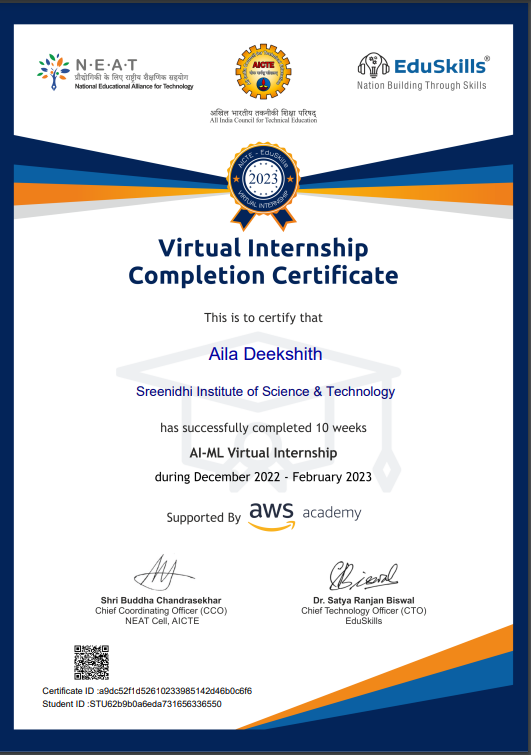 N·E·A·T
प्रौद्योगिकी के लिए राष्ट्रीय शैक्षणिक सहयोग
National Educational Alliance for Technology
AICTE
अखिल भारतीय तकनीकी शिक्षा परिषद्
All India Council for Technical Education
EduSkills®
Nation Building Through Skills
AICTE - EduSkills
2023
VIRTUAL INTERNSHIP
Virtual Internship
Completion Certificate
This is to certify that
Aila Deekshith
Sreenidhi Institute of Science & Technology
has successfully completed 10 weeks
AI-ML Virtual Internship
during December 2022 - February 2023
Supported By aws academy
Shri Buddha Chandrasekhar
Chief Coordinating Officer (CCO)
NEAT Cell, AICTE
Dr. Satya Ranjan Biswal
Chief Technology Officer (CTO)
EduSkills
Certificate ID :a9dc52f1d52610233985142d46b0c6f6
Student ID :STU62b9b0a6eda731656336550